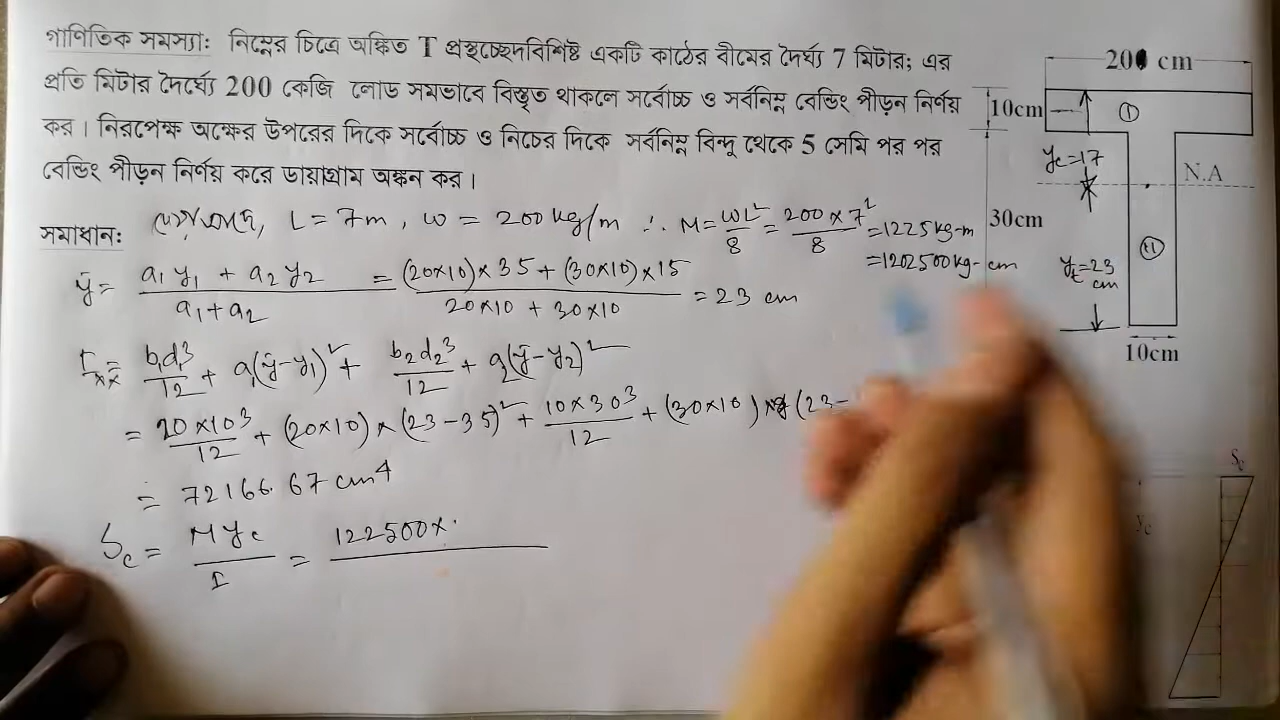 গাণিতিক সমস্যাঃ নিম্নের চিত্রে অঙ্কিত T প্রস্থচ্ছেদবিশিষ্ট একটি কাঠের বীমের দৈর্ঘ্য 7 মিটার; এর
প্রতি মিটার দৈর্ঘ্যে 200 কেজি লোড সমভাবে বিস্তৃত থাকলে সর্বোচ্চ ও সর্বনিম্ন বেন্ডিং পীড়ন নির্ণয়
কর। নিরপেক্ষ অক্ষের উপরের দিকে সর্বোচ্চ ও নিচের দিকে সর্বনিম্ন বিন্দু থেকে 5 সেমি পর পর
বেন্ডিং পীড়ন নির্ণয় করে ডায়াগ্রাম অঙ্কন কর।
সমাধানঃ L = 7m, w = 200 kg/m ∴ M = wL²/8 = 200×7²/8 = 1225 kg-m
= 1202500 kg-cm
ȳ = a₁y₁ + a₂y₂ / a₁+a₂ = (20×10)×35 + (30×10)×15 / 20×10 + 30×10 = 23 cm
Ixx = b₁d₁³/12 + a₁(ȳ-y₁)² + b₂d₂³/12 + a₂(ȳ-y₂)²
= 20×10³/12 + (20×10)×(23-35)² + 10×30³/12 + (30×10)×(23-
= 72166.67 cm⁴
Sc = Myc/I = 122500×
20 cm
10cm
1
yc=17
N.A
30cm
II
yt=23 cm
10cm
Sc
yc